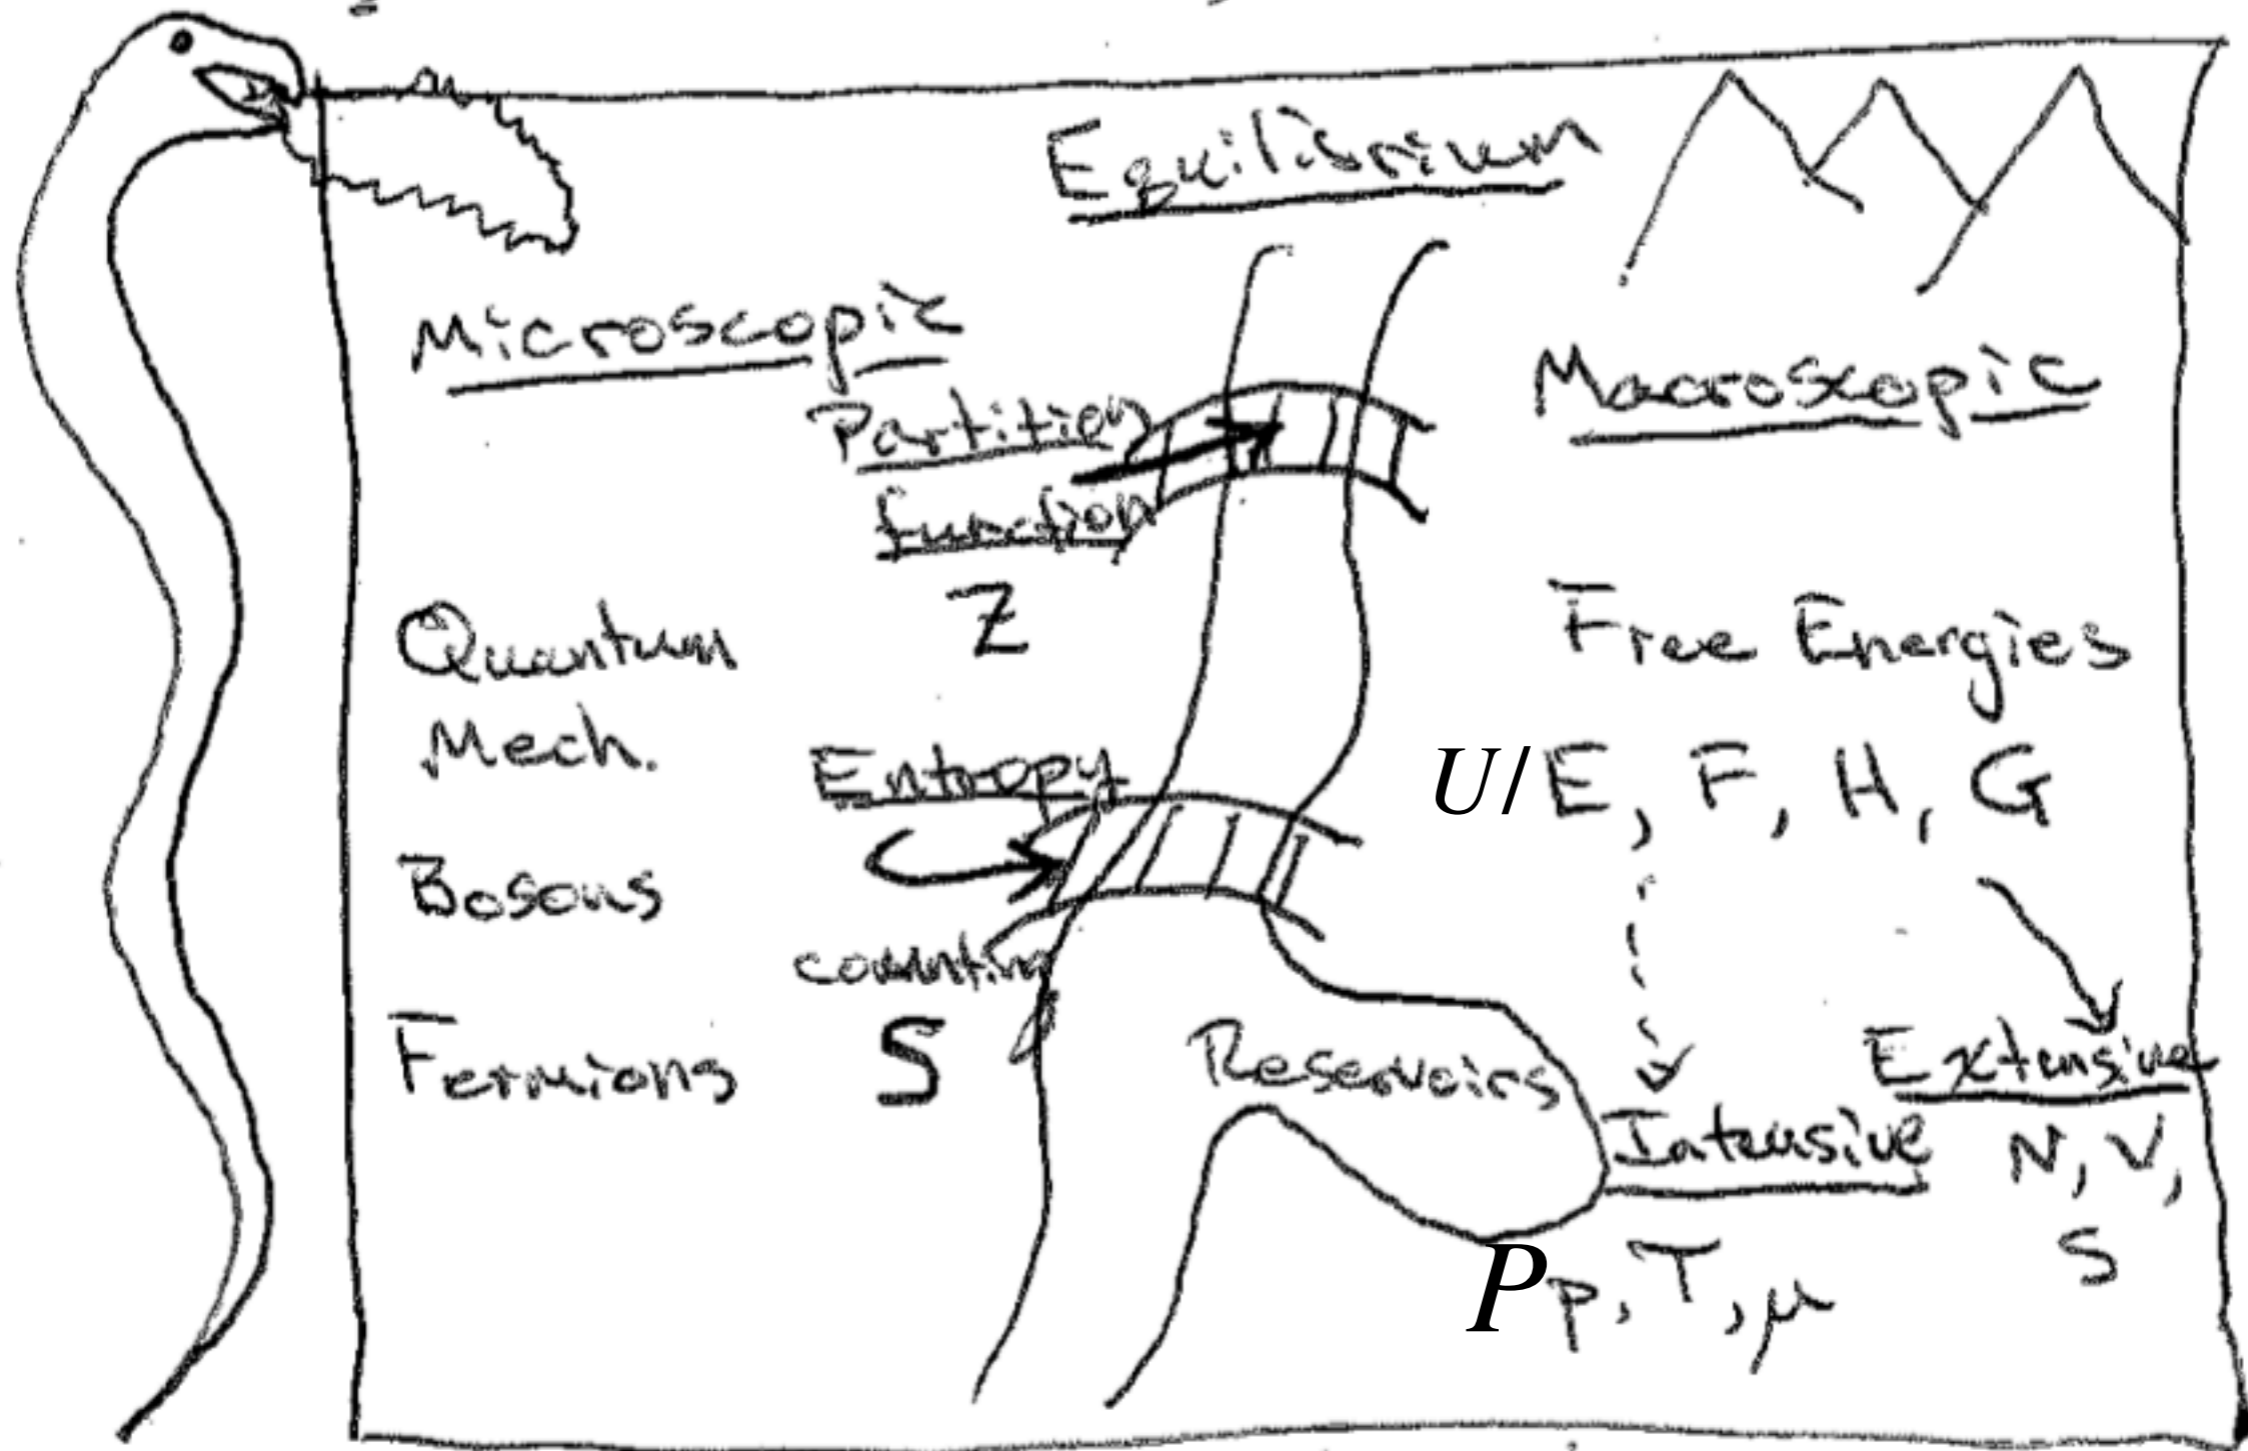 Equilibrium
Microscopic
Macroscopic
Partition
function
Z
Quantum
Mech.
Free Energies
Entropy
U/ E, F, H, G
Bosons
counting
S
Fermions
Reservoirs
Extensive
Intensive
N, V,
S
P p, T, μ